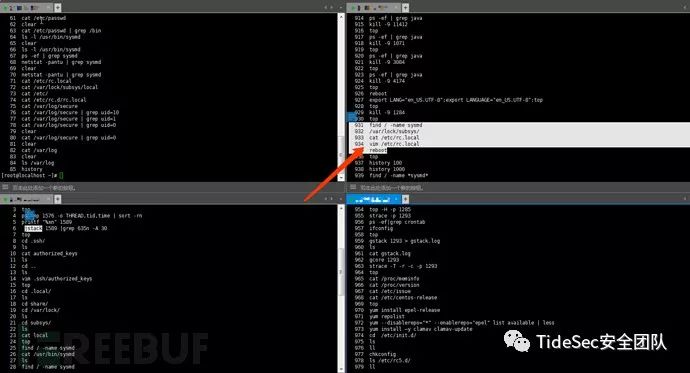 61 cat /etc/passwd
62 clear
63 cat /etc/passwd | grep /bin
64 ls -l /usr/bin/sysmd
65 clear
66 ls -l /usr/bin/sysmd
67 ps -ef | grep sysmd
68 netstat -pantu | grep sysmd
69 clear
70 netstat -pantu | grep sysmd
71 cat /etc/rc.local
72 cat /var/lock/subsys/local
73 cat /etc/
74 cat /etc/rc.d/rc.local
75 cat /var/log/secure
76 cat /var/log/secure | grep uid=10
77 cat /var/log/secure | grep uid=1
78 cat /var/log/secure | grep uid=0
79 clear
80 cat /var/log/secure | grep uid=0
81 clear
82 cat /var/log
83 clear
84 ls /var/log
85 history
[root@localhost ~]#
914 ps -ef | grep java
915 kill -9 11412
916 top
917 ps -ef | grep java
918 kill -9 1071
919 top
920 kill -9 3084
921 top
922 ps -ef | grep java
923 ps -ef | grep java
924 kill -9 4174
925 top
926 reboot
927 export LANG="en_US.UTF-8";export LANGUAGE="en_US.UTF-8";top
928 top
929 kill -9 1284
930 top
931 find / -name sysmd
932 /var/lock/subsys/
933 cat /etc/rc.local
934 vim /etc/rc.local
reboot
936 top
937 history 100
938 history 1000
939 find / -name *sysmd*
3 top
1576 -o THREAD,tid,time | sort -rn
5 printf "%x\n" 1589
6 jstack 1589 |grep 635n -A 30
7 top
8 cd .ssh/
9 ls
10 cat authorized_keys
11 ls
12 cd ..
13 ls
14 vim .ssh/authorized_keys
15 top
16 cd .local/
17 ls
18 cd share/
19 cd /var/lock/
20 ls
21 cd subsys/
22 ls
23 cat local
24 top
25 find / -name sysmd
26 cat /usr/bin/sysmd
27 ls
28 find / -name sysmd
954 top -H -p 1285
955 strace -p 1293
956 ps -ef|grep crontab
957 ifconfig
958 top
959 gstack 1293 > gstack.log
960 ls
961 cat gstack.log
962 gcore 1293
963 strace -T -r -c -p 1293
964 top
965 cat /proc/meminfo
966 cat /proc/version
967 cat /etc/issue
968 cat /etc/centos-release
969 top
970 yum install epel-release
971 yum repolist
972 yum --disablerepo="*" --enablerepo="epel" list available | less
973 yum install -y clamav clamav-update
974 cd /etc/init.d/
975 ls
976 ll
977 chkconfig
978 ls /etc/rc5.d/
979 ll
REEBUF
TideSec安全团队